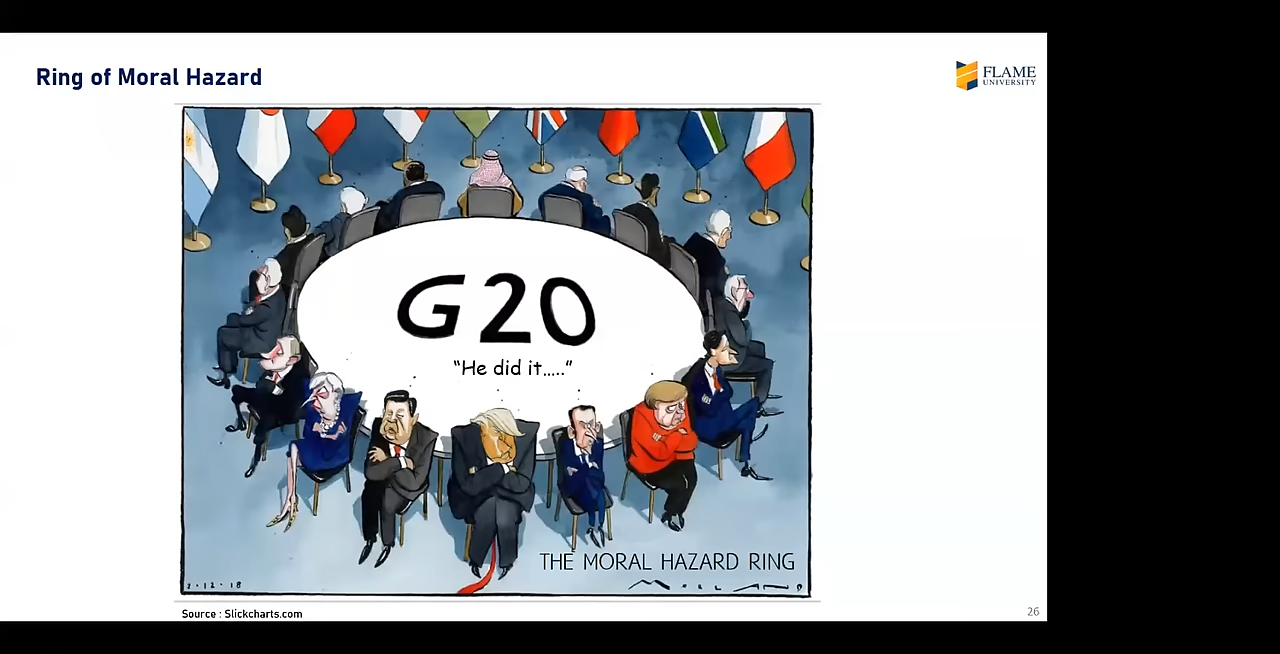 Ring of Moral Hazard
FLAME
UNIVERSITY
G20
“He did it.....”
THE MORAL HAZARD RING
MORLAND
2·12·18
Source : Slickcharts.com
26